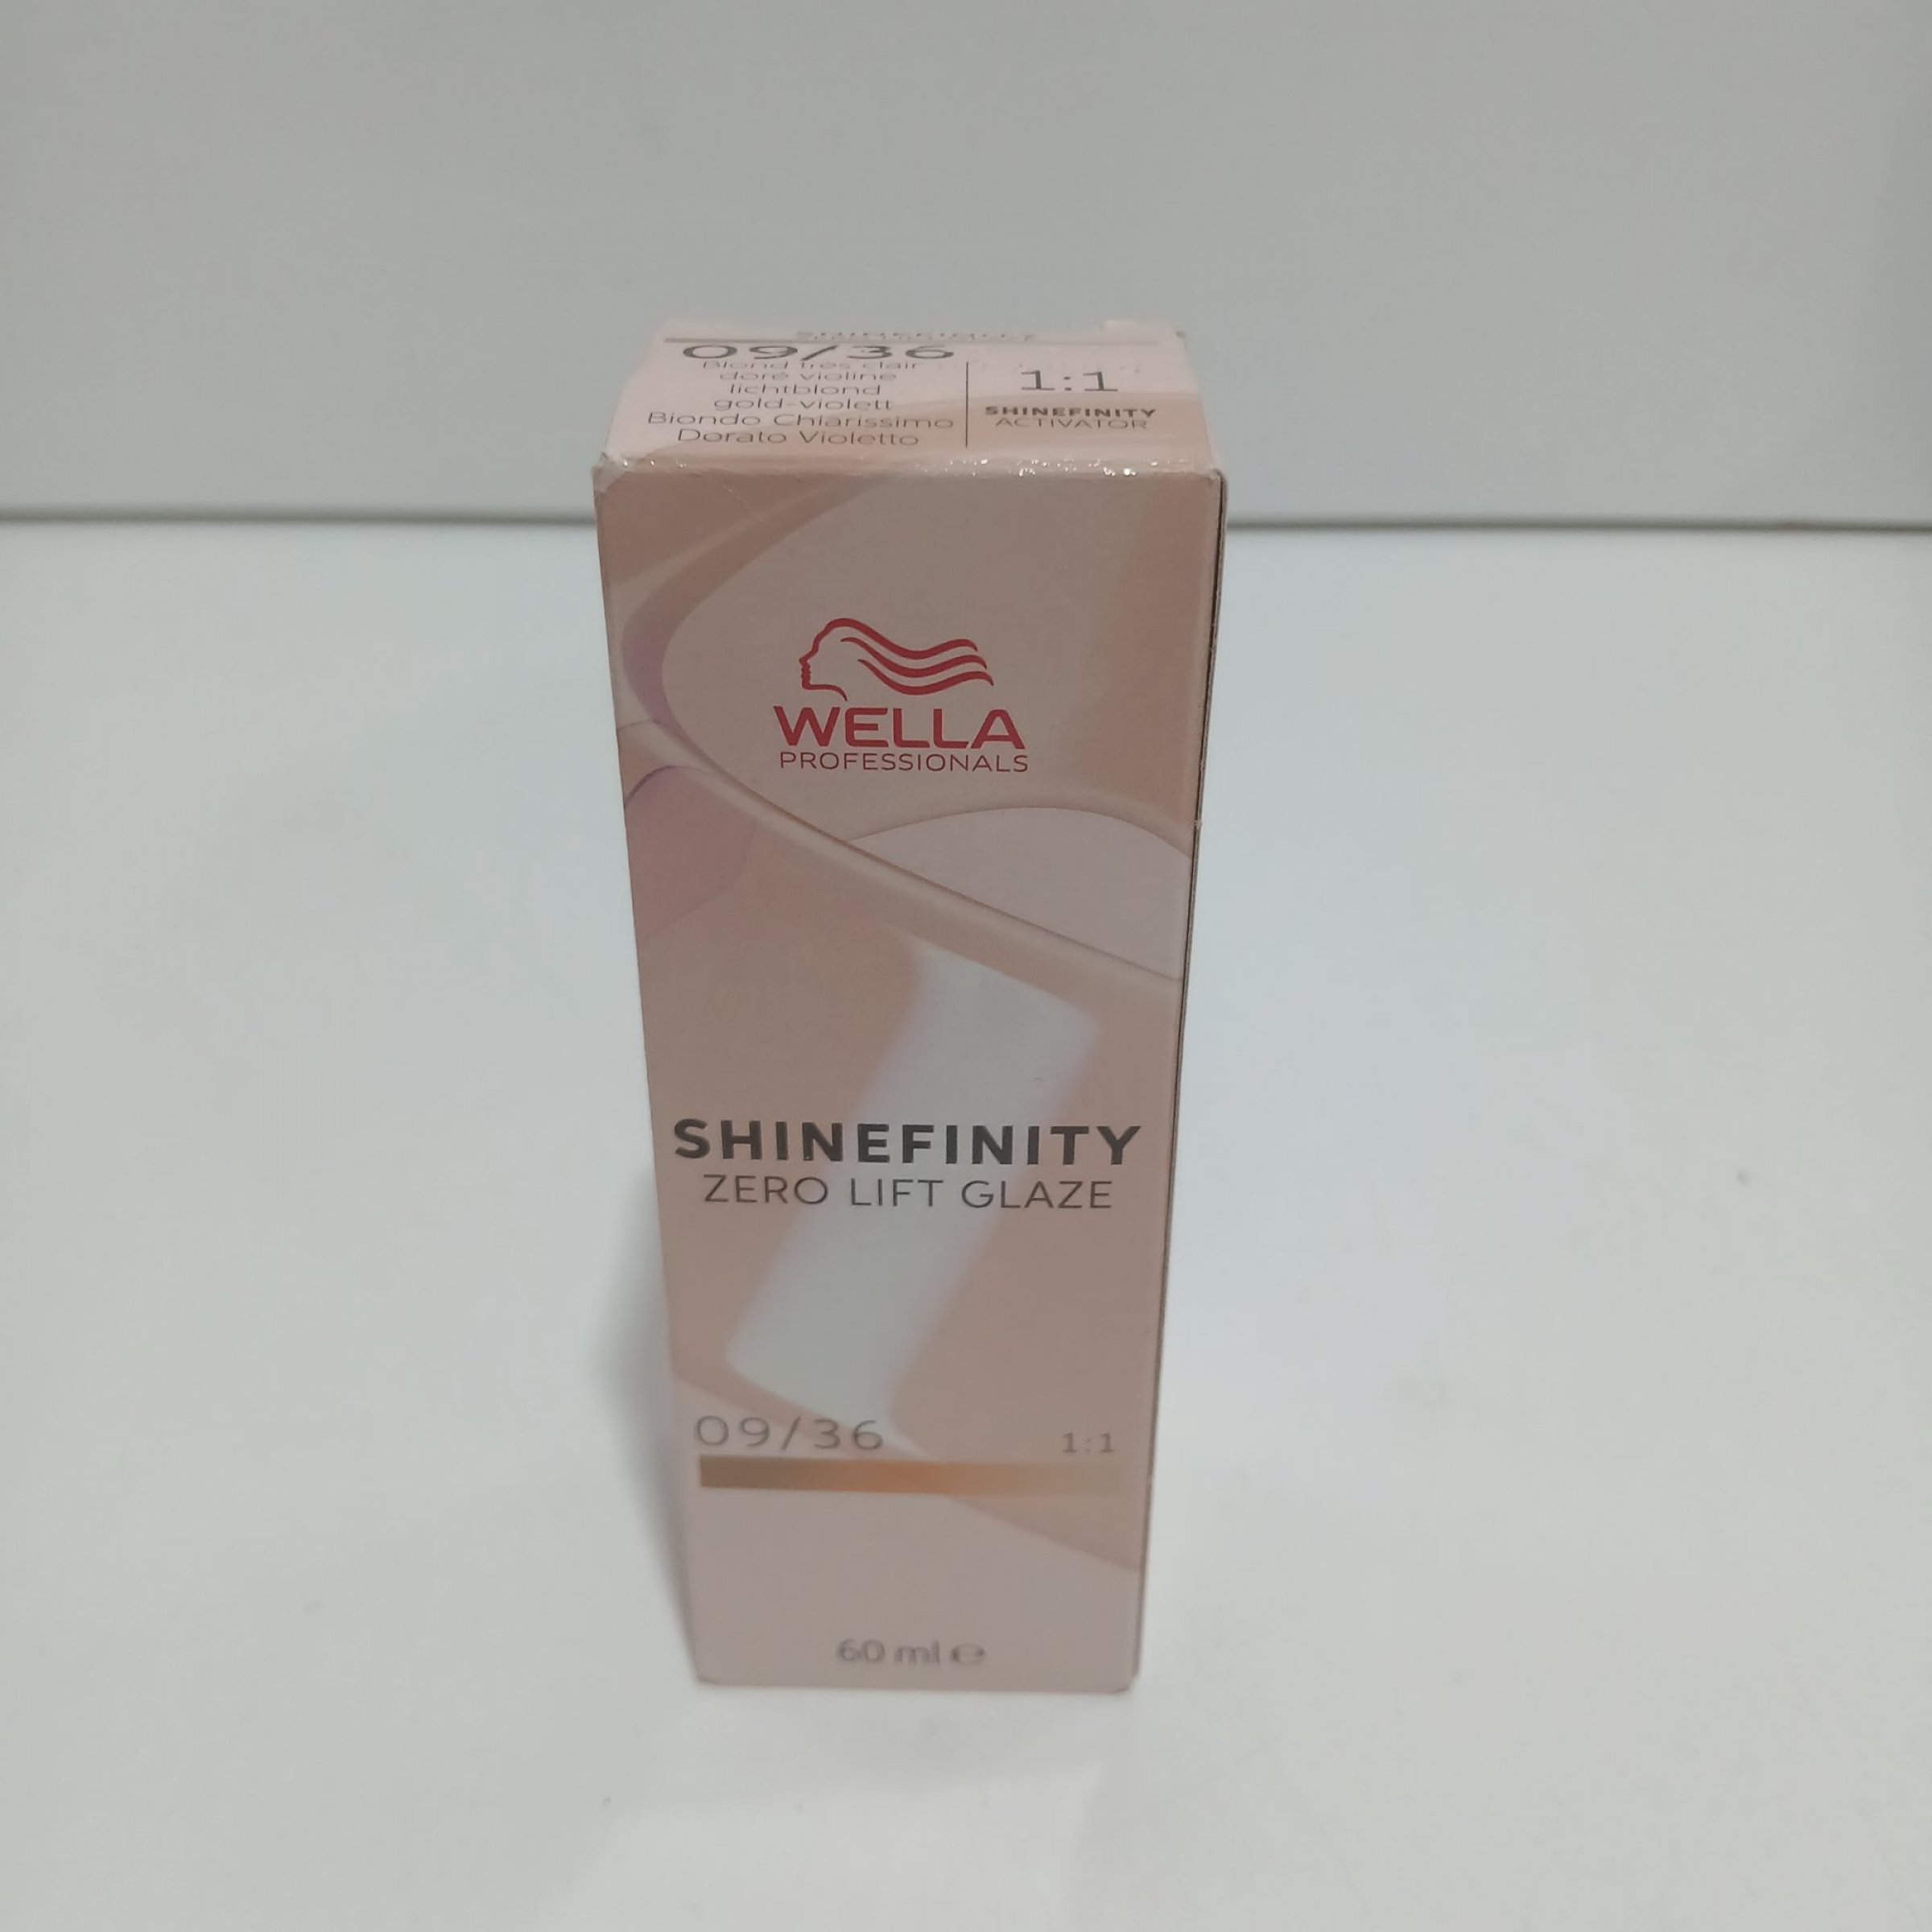 SHINEFINITY
09/36
Blond très clair
doré violine
lichtblond
gold-violett
Biondo Chiarissimo
Dorato Violetto
1:1
SHINEFINITY
ACTIVATOR
WELLA
PROFESSIONALS
SHINEFINITY
ZERO LIFT GLAZE
09/36
1:1
60 ml ℮